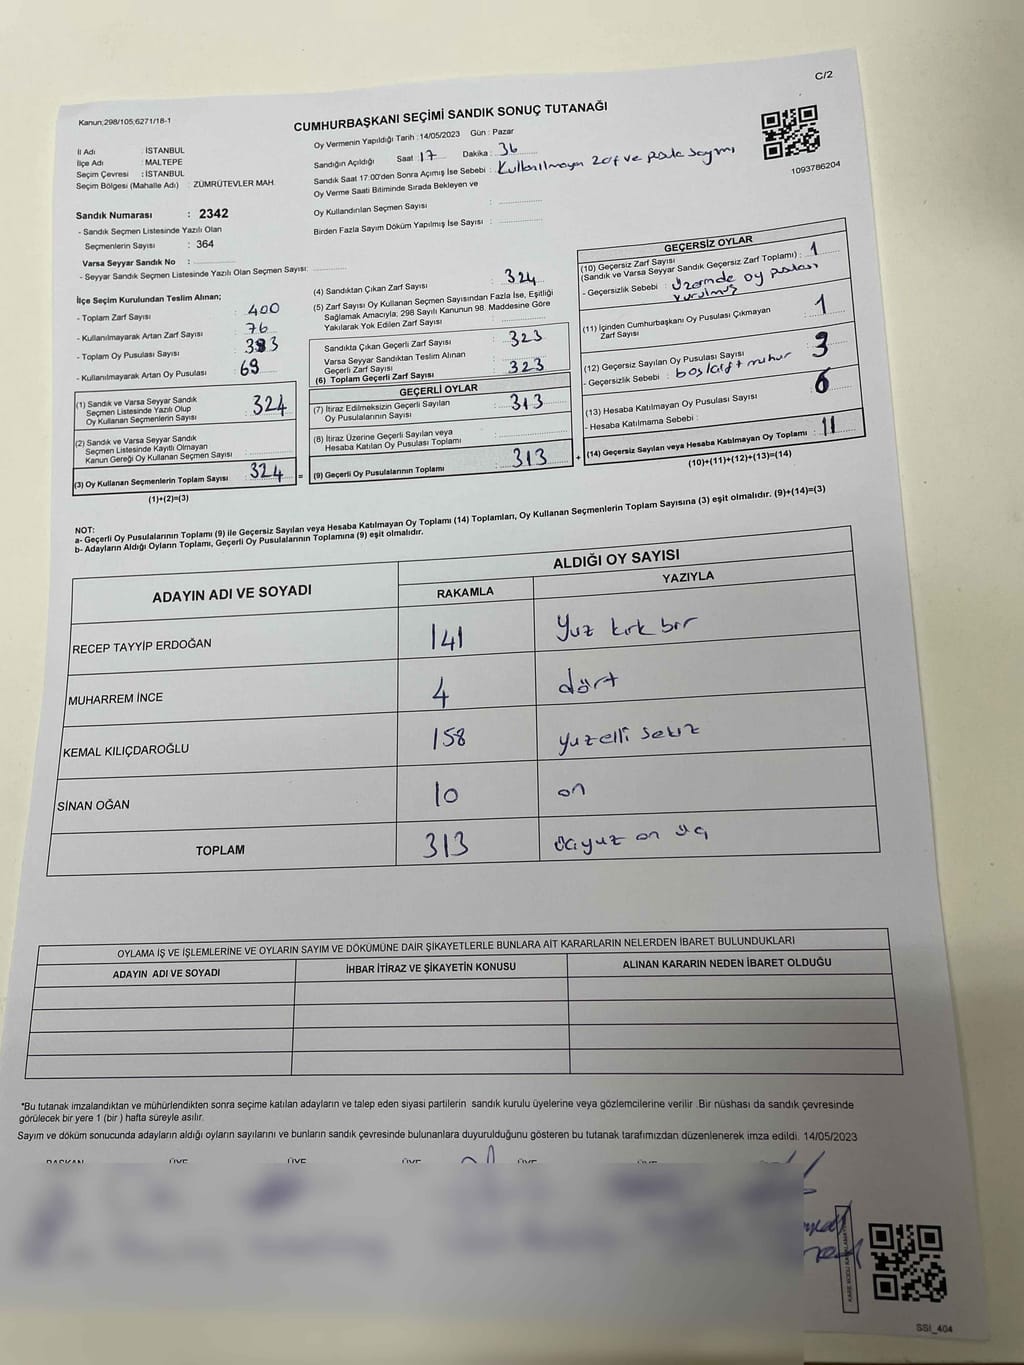 C/2
Kanun:298/105,6271/18-1
CUMHURBAŞKANI SEÇİMİ SANDIK SONUÇ TUTANAĞI
İl Adı : İSTANBUL
İlçe Adı : MALTEPE
Seçim Çevresi : İSTANBUL
Seçim Bölgesi (Mahalle Adı) : ZÜMRÜTEVLER MAH.
Oy Vermenin Yapıldığı Tarih : 14/05/2023 Gün : Pazar
Sandığın Açıldığı Saat : 17 Dakika : 36
Sandık Saat 17:00'den Sonra Açımış İse Sebebi : Kullanılmayan zarf ve pusla sayımı
Oy Verme Saati Bitiminde Sırada Bekleyen ve
Oy Kullandırılan Seçmen Sayısı :
Birden Fazla Sayım Döküm Yapılmış İse Sayısı :
1093786204
Sandık Numarası : 2342
- Sandık Seçmen Listesinde Yazılı Olan
Seçmenlerin Sayısı : 364
Varsa Seyyar Sandık No :
- Seyyar Sandık Seçmen Listesinde Yazılı Olan Seçmen Sayısı:
İlçe Seçim Kurulundan Teslim Alınan;
- Toplam Zarf Sayısı : 400
- Kullanılmayarak Artan Zarf Sayısı : 76
- Toplam Oy Pusulası Sayısı : 393
- Kullanılmayarak Artan Oy Pusulası : 69
(1) Sandık ve Varsa Seyyar Sandık
Seçmen Listesinde Yazılı Olup
Oy Kullanan Seçmenlerin Sayısı : 324
(2) Sandık ve Varsa Seyyar Sandık
Seçmen Listesinde Kayıtlı Olmayan
Kanun Gereği Oy Kullanan Seçmen Sayısı :
(3) Oy Kullanan Seçmenlerin Toplam Sayısı : 324 =
(1)+(2)=(3)
(4) Sandıktan Çıkan Zarf Sayısı : 324
(5) Zarf Sayısı Oy Kullanan Seçmen Sayısından Fazla İse, Eşitliği
Sağlamak Amacıyla, 298 Sayılı Kanunun 98. Maddesine Göre
Yakılarak Yok Edilen Zarf Sayısı :
Sandıkta Çıkan Geçerli Zarf Sayısı : 323
Varsa Seyyar Sandıktan Teslim Alınan
Geçerli Zarf Sayısı :
(6) Toplam Geçerli Zarf Sayısı : 323
GEÇERLİ OYLAR
(7) İtiraz Edilmeksizin Geçerli Sayılan
Oy Pusulalarının Sayısı : 313
(8) İtiraz Üzerine Geçerli Sayılan veya
Hesaba Katılan Oy Pusulası Toplamı :
(9) Geçerli Oy Pusulalarının Toplamı : 313 +
GEÇERSİZ OYLAR
(10) Geçersiz Zarf Sayısı
(Sandık ve Varsa Seyyar Sandık Geçersiz Zarf Toplamı) : 1
- Geçersizlik Sebebi : üzerinde oy puslası
vurulmuş
(11) İçinden Cumhurbaşkanı Oy Pusulası Çıkmayan
Zarf Sayısı : 1
(12) Geçersiz Sayılan Oy Pusulası Sayısı : 3
- Geçersizlik Sebebi : boş çift mühür
(13) Hesaba Katılmayan Oy Pusulası Sayısı : 6
- Hesaba Katılmama Sebebi :
(14) Geçersiz Sayılan veya Hesaba Katılmayan Oy Toplamı : 11
(10)+(11)+(12)+(13)=(14)
NOT:
a- Geçerli Oy Pusulalarının Toplamı (9) ile Geçersiz Sayılan veya Hesaba Katılmayan Oy Toplamı (14) Toplamları, Oy Kullanan Seçmenlerin Toplam Sayısına (3) eşit olmalıdır. (9)+(14)=(3)
b- Adayların Aldığı Oyların Toplamı, Geçerli Oy Pusulalarının Toplamına (9) eşit olmalıdır.
ADAYIN ADI VE SOYADI
ALDIĞI OY SAYISI
RAKAMLA YAZIYLA
RECEP TAYYİP ERDOĞAN 141 Yuz kırk bir
MUHARREM İNCE 4 dört
KEMAL KILIÇDAROĞLU 158 yuzelli sekiz
SİNAN OĞAN 10 on
TOPLAM 313 üçyuz on üç
OYLAMA İŞ VE İŞLEMLERİNE VE OYLARIN SAYIM VE DÖKÜMÜNE DAİR ŞİKAYETLERLE BUNLARA AİT KARARLARIN NELERDEN İBARET BULUNDUKLARI
ADAYIN ADI VE SOYADI İHBAR İTİRAZ VE ŞİKAYETİN KONUSU ALINAN KARARIN NEDEN İBARET OLDUĞU
*Bu tutanak imzalandıktan ve mühürlendikten sonra seçime katılan adayların ve talep eden siyasi partilerin sandık kurulu üyelerine veya gözlemcilerine verilir .Bir nüshası da sandık çevresinde
görülecek bir yere 1 (bir ) hafta süreyle asılır.
Sayım ve döküm sonucunda adayların aldığı oyların sayılarını ve bunların sandık çevresinde bulunanlara duyurulduğunu gösteren bu tutanak tarafımızdan düzenlenerek imza edildi. 14/05/2023
BAŞKAN ÜYE ÜYE ÜYE ÜYE ÜYE
SSI_404